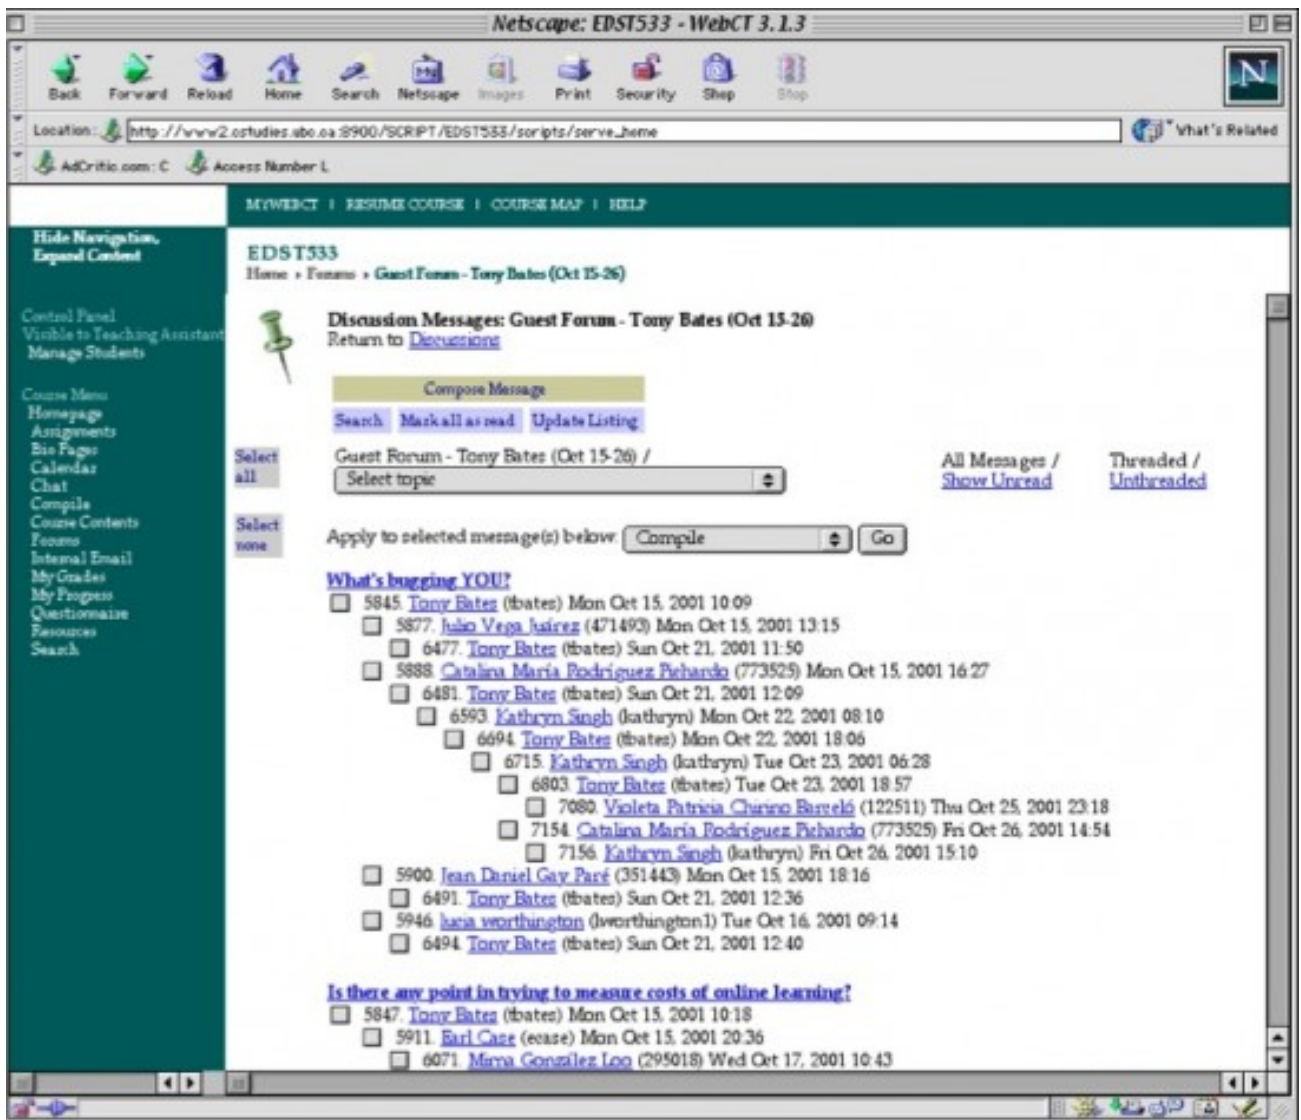 Netscape: EDST533 - WebCT 3.1.3
Back Forward Reload Home Search Netscape Images Print Security Shop Stop
N
Location: http://www2.cstudies.ubc.ca:8900/SCRIPT/EDST533/scripts/serve_home What's Related
AdCritic.com: C Access Number L
MYWEBCT | RESUME COURSE | COURSE MAP | HELP
Hide Navigation,
Expand Content
Control Panel
Visible to Teaching Assistant
Manage Students
Course Menu
Homepage
Assignments
Bio Pages
Calendar
Chat
Compile
Course Contents
Forums
Internal Email
My Grades
My Progress
Questionnaire
Resources
Search
EDST533
Home › Forums › Guest Forum - Tony Bates (Oct 15-26)
Discussion Messages: Guest Forum - Tony Bates (Oct 15-26)
Return to Discussions
Compose Message
Search Mark all as read Update Listing
Select all
Guest Forum - Tony Bates (Oct 15-26) /
Select topic
All Messages /
Show Unread
Threaded /
Unthreaded
Select none
Apply to selected message(s) below: Compile Go
What's bugging YOU?
5845. Tony Bates (tbates) Mon Oct 15, 2001 10:09
5877. Julio Vega Juárez (471493) Mon Oct 15, 2001 13:15
6477. Tony Bates (tbates) Sun Oct 21, 2001 11:50
5888. Catalina María Rodríguez Pichardo (773525) Mon Oct 15, 2001 16:27
6481. Tony Bates (tbates) Sun Oct 21, 2001 12:09
6593. Kathryn Singh (kathryn) Mon Oct 22, 2001 08:10
6694. Tony Bates (tbates) Mon Oct 22, 2001 18:06
6715. Kathryn Singh (kathryn) Tue Oct 23, 2001 06:28
6803. Tony Bates (tbates) Tue Oct 23, 2001 18:57
7080. Violeta Patricia Chirino Barceló (122511) Thu Oct 25, 2001 23:18
7154. Catalina María Rodríguez Pichardo (773525) Fri Oct 26, 2001 14:54
7156. Kathryn Singh (kathryn) Fri Oct 26, 2001 15:10
5900. Jean Daniel Gay Paré (351443) Mon Oct 15, 2001 18:16
6491. Tony Bates (tbates) Sun Oct 21, 2001 12:36
5946. lucia worthington (lworthington1) Tue Oct 16, 2001 09:14
6494. Tony Bates (tbates) Sun Oct 21, 2001 12:40
Is there any point in trying to measure costs of online learning?
5847. Tony Bates (tbates) Mon Oct 15, 2001 10:18
5911. Earl Case (ecase) Mon Oct 15, 2001 20:36
6071. Mirna González Loo (295018) Wed Oct 17, 2001 10:43